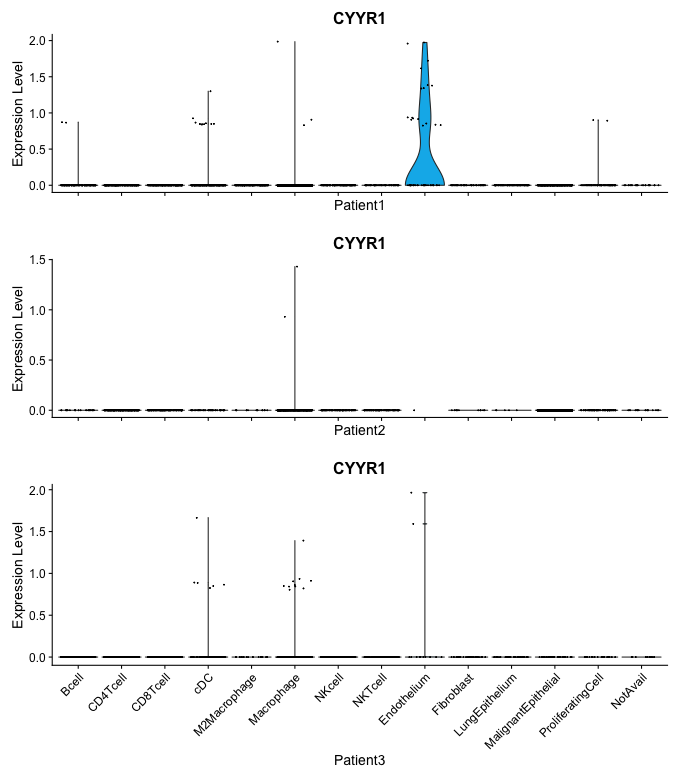 CYYR1
Expression Level
2.0
1.5
1.0
0.5
0.0
Patient1
CYYR1
Expression Level
1.5
1.0
0.5
0.0
Patient2
CYYR1
Expression Level
2.0
1.5
1.0
0.5
0.0
Bcell
CD4Tcell
CD8Tcell
cDC
M2Macrophage
Macrophage
NKcell
NKTcell
Endothelium
Fibroblast
LungEpithelium
MalignantEpithelial
ProliferatingCell
NotAvail
Patient3